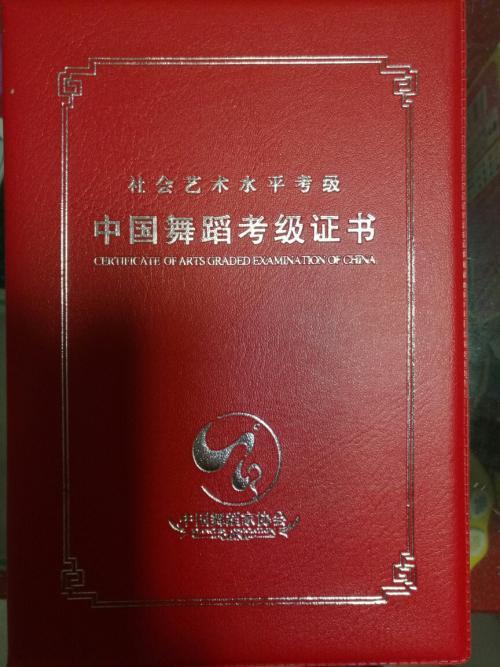 社会艺术水平考级
中国舞蹈考级证书
CERTIFICATE OF ARTS GRADED EXAMINATION OF CHINA
中国舞蹈家协会